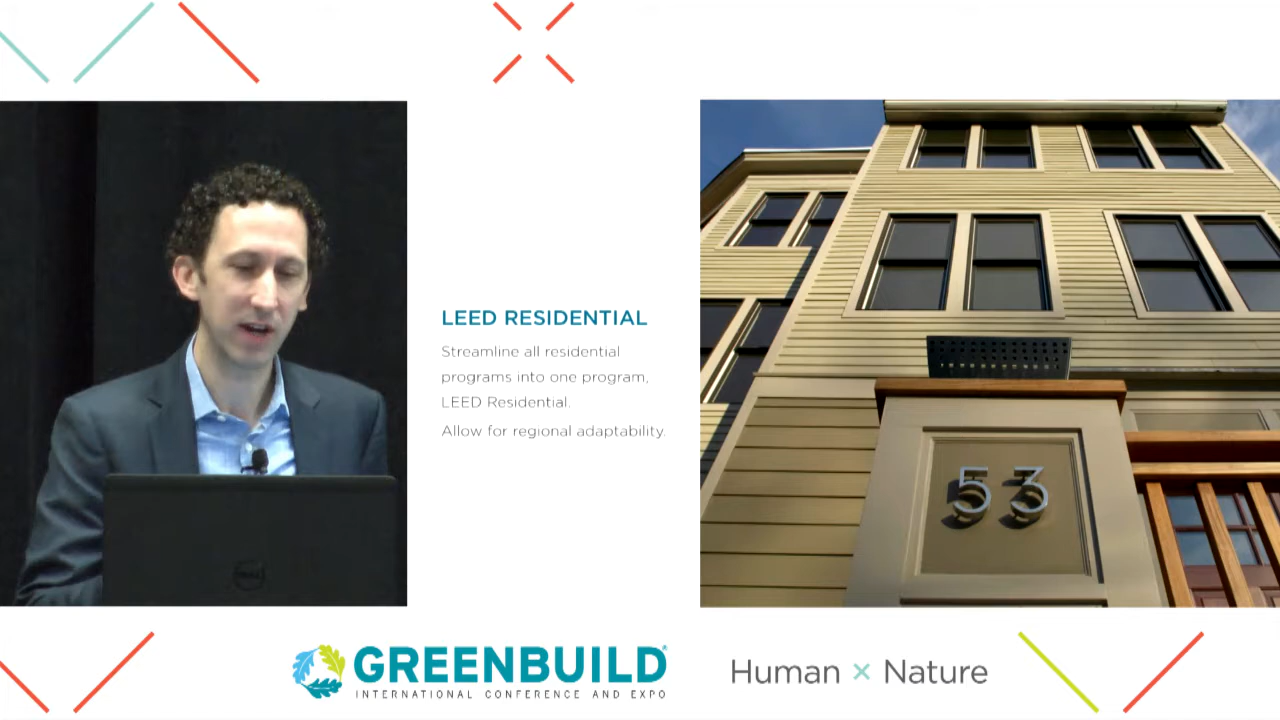 LEED RESIDENTIAL
Streamline all residential
programs into one program,
LEED Residential.
Allow for regional adaptability.
53
DELL
GREENBUILD
INTERNATIONAL CONFERENCE AND EXPO
Human × Nature